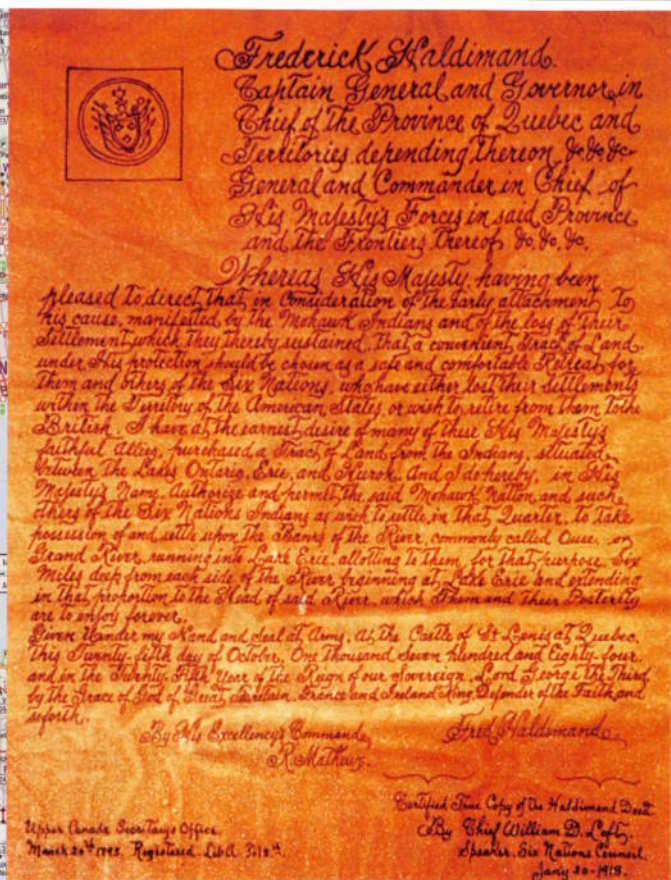 Frederick Haldimand.
Captain General and Governor in
Chief of The Province of Quebec and
Territories depending thereon, &c. &c. &c-
General and Commander in Chief of
His Majesty's Forces in said Province
and the Frontiers thereof, &c, &c, &c.
Whereas His Majesty having been
pleased to direct that, in Consideration of the early attachment To
his cause, manifested by the Mohawk Indians and of the loss of their
Settlement which they thereby sustained, That a convenient Tract of Land
under His protection should be chosen as a safe and comfortable Retreat for
them and others of the Six Nations, who have either lost their Settlements
within the Territory of the American States, or wish to retire from them to the
British. I have at the earnest desire of many of these His Majesty's
faithful Allies, purchased a Tract of Land from the Indians, situated
between the Lakes Ontario, Erie, and Huron. And I do hereby, in His
Majesty's Name, Authorize and permit, the said Mohawk Nation, and such
others of the Six Nations Indians as wish to settle, in that Quarter, to take
possession of and settle upon the Banks of the River, commonly called Ouse, or
Grand River, running into Lake Erie, allotting to them for that purpose, Six
Miles deep from each side of the River beginning at Lake Erie and extending
in that proportion to the Head of said River, which Them and Their Posterity
are to enjoy forever.
Given Under my Hand and Seal at Arms, At the Castle of St. Lewis at Quebec,
this Twenty-fifth day of October, One thousand Seven hundred and Eighty-four,
and in the Twenty-Fifth Year of the Reign of our Sovereign, Lord George the Third
by the Grace of God of Great Britain, France and Ireland King, Defender of the Faith and
soforth.
By His Excellency's Command,
Fred Haldimand.
R. Mathews.
Certified True Copy of the Haldimand Deed
By Chief William D. Loft,
Speaker, Six Nations Council.
Jan'y 20-1918.
Upper Canada Secretarys Office.
March 20th 1795. Registered. Lib A.